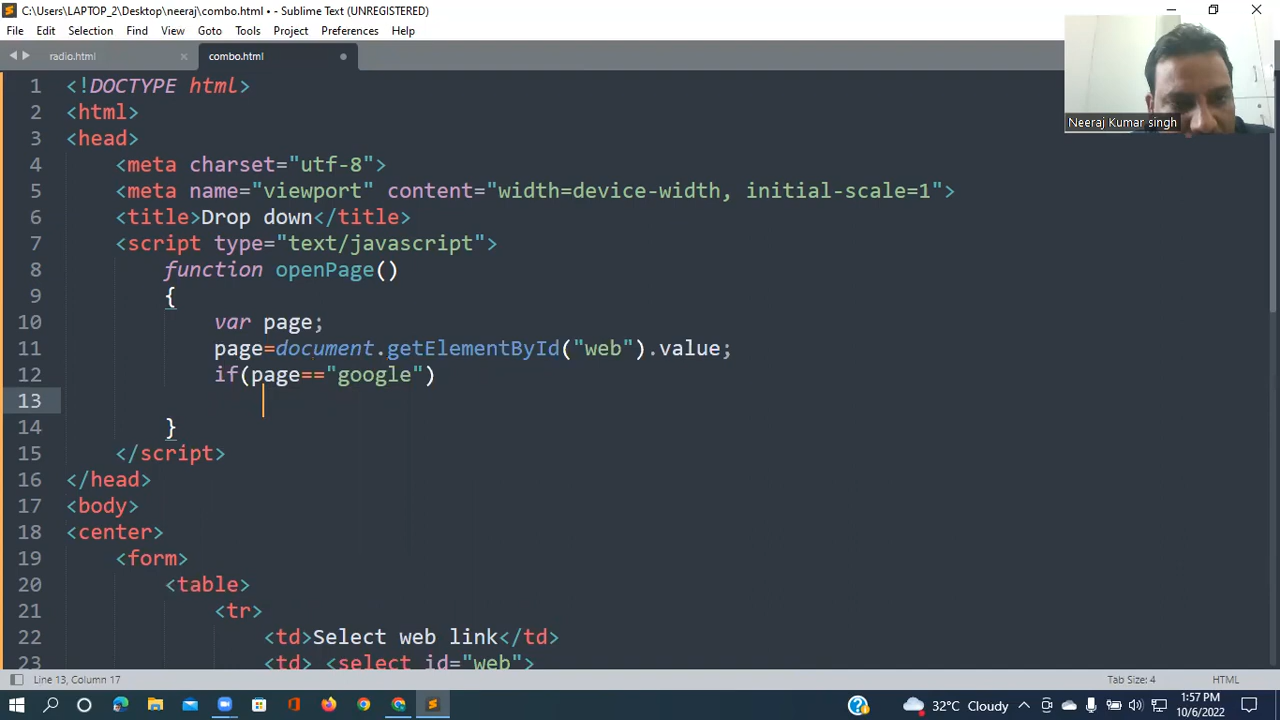 C:\Users\LAPTOP_2\Desktop\neeraj\combo.html • - Sublime Text (UNREGISTERED)
File Edit Selection Find View Goto Tools Project Preferences Help
radio.html combo.html
1 <!DOCTYPE html>
2 <html>
3 <head>
4 <meta charset="utf-8">
5 <meta name="viewport" content="width=device-width, initial-scale=1">
6 <title>Drop down</title>
7 <script type="text/javascript">
8 function openPage()
9 {
10 var page;
11 page=document.getElementById("web").value;
12 if(page=="google")
13
14 }
15 </script>
16 </head>
17 <body>
18 <center>
19 <form>
20 <table>
21 <tr>
22 <td>Select web link</td>
23 <td> <select id="web">
Neeraj Kumar singh
Line 13, Column 17 Tab Size: 4 HTML
32°C Cloudy 1:57 PM
10/6/2022